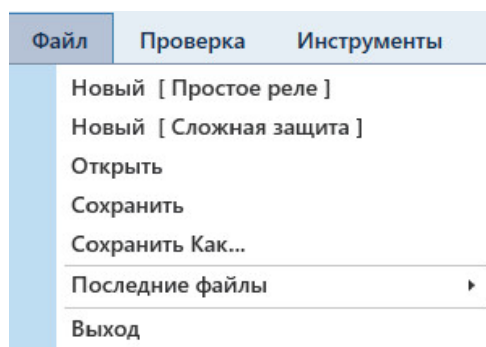 Файл Проверка Инструменты
Новый [ Простое реле ]
Новый [ Сложная защита ]
Открыть
Сохранить
Сохранить Как...
Последние файлы
Выход